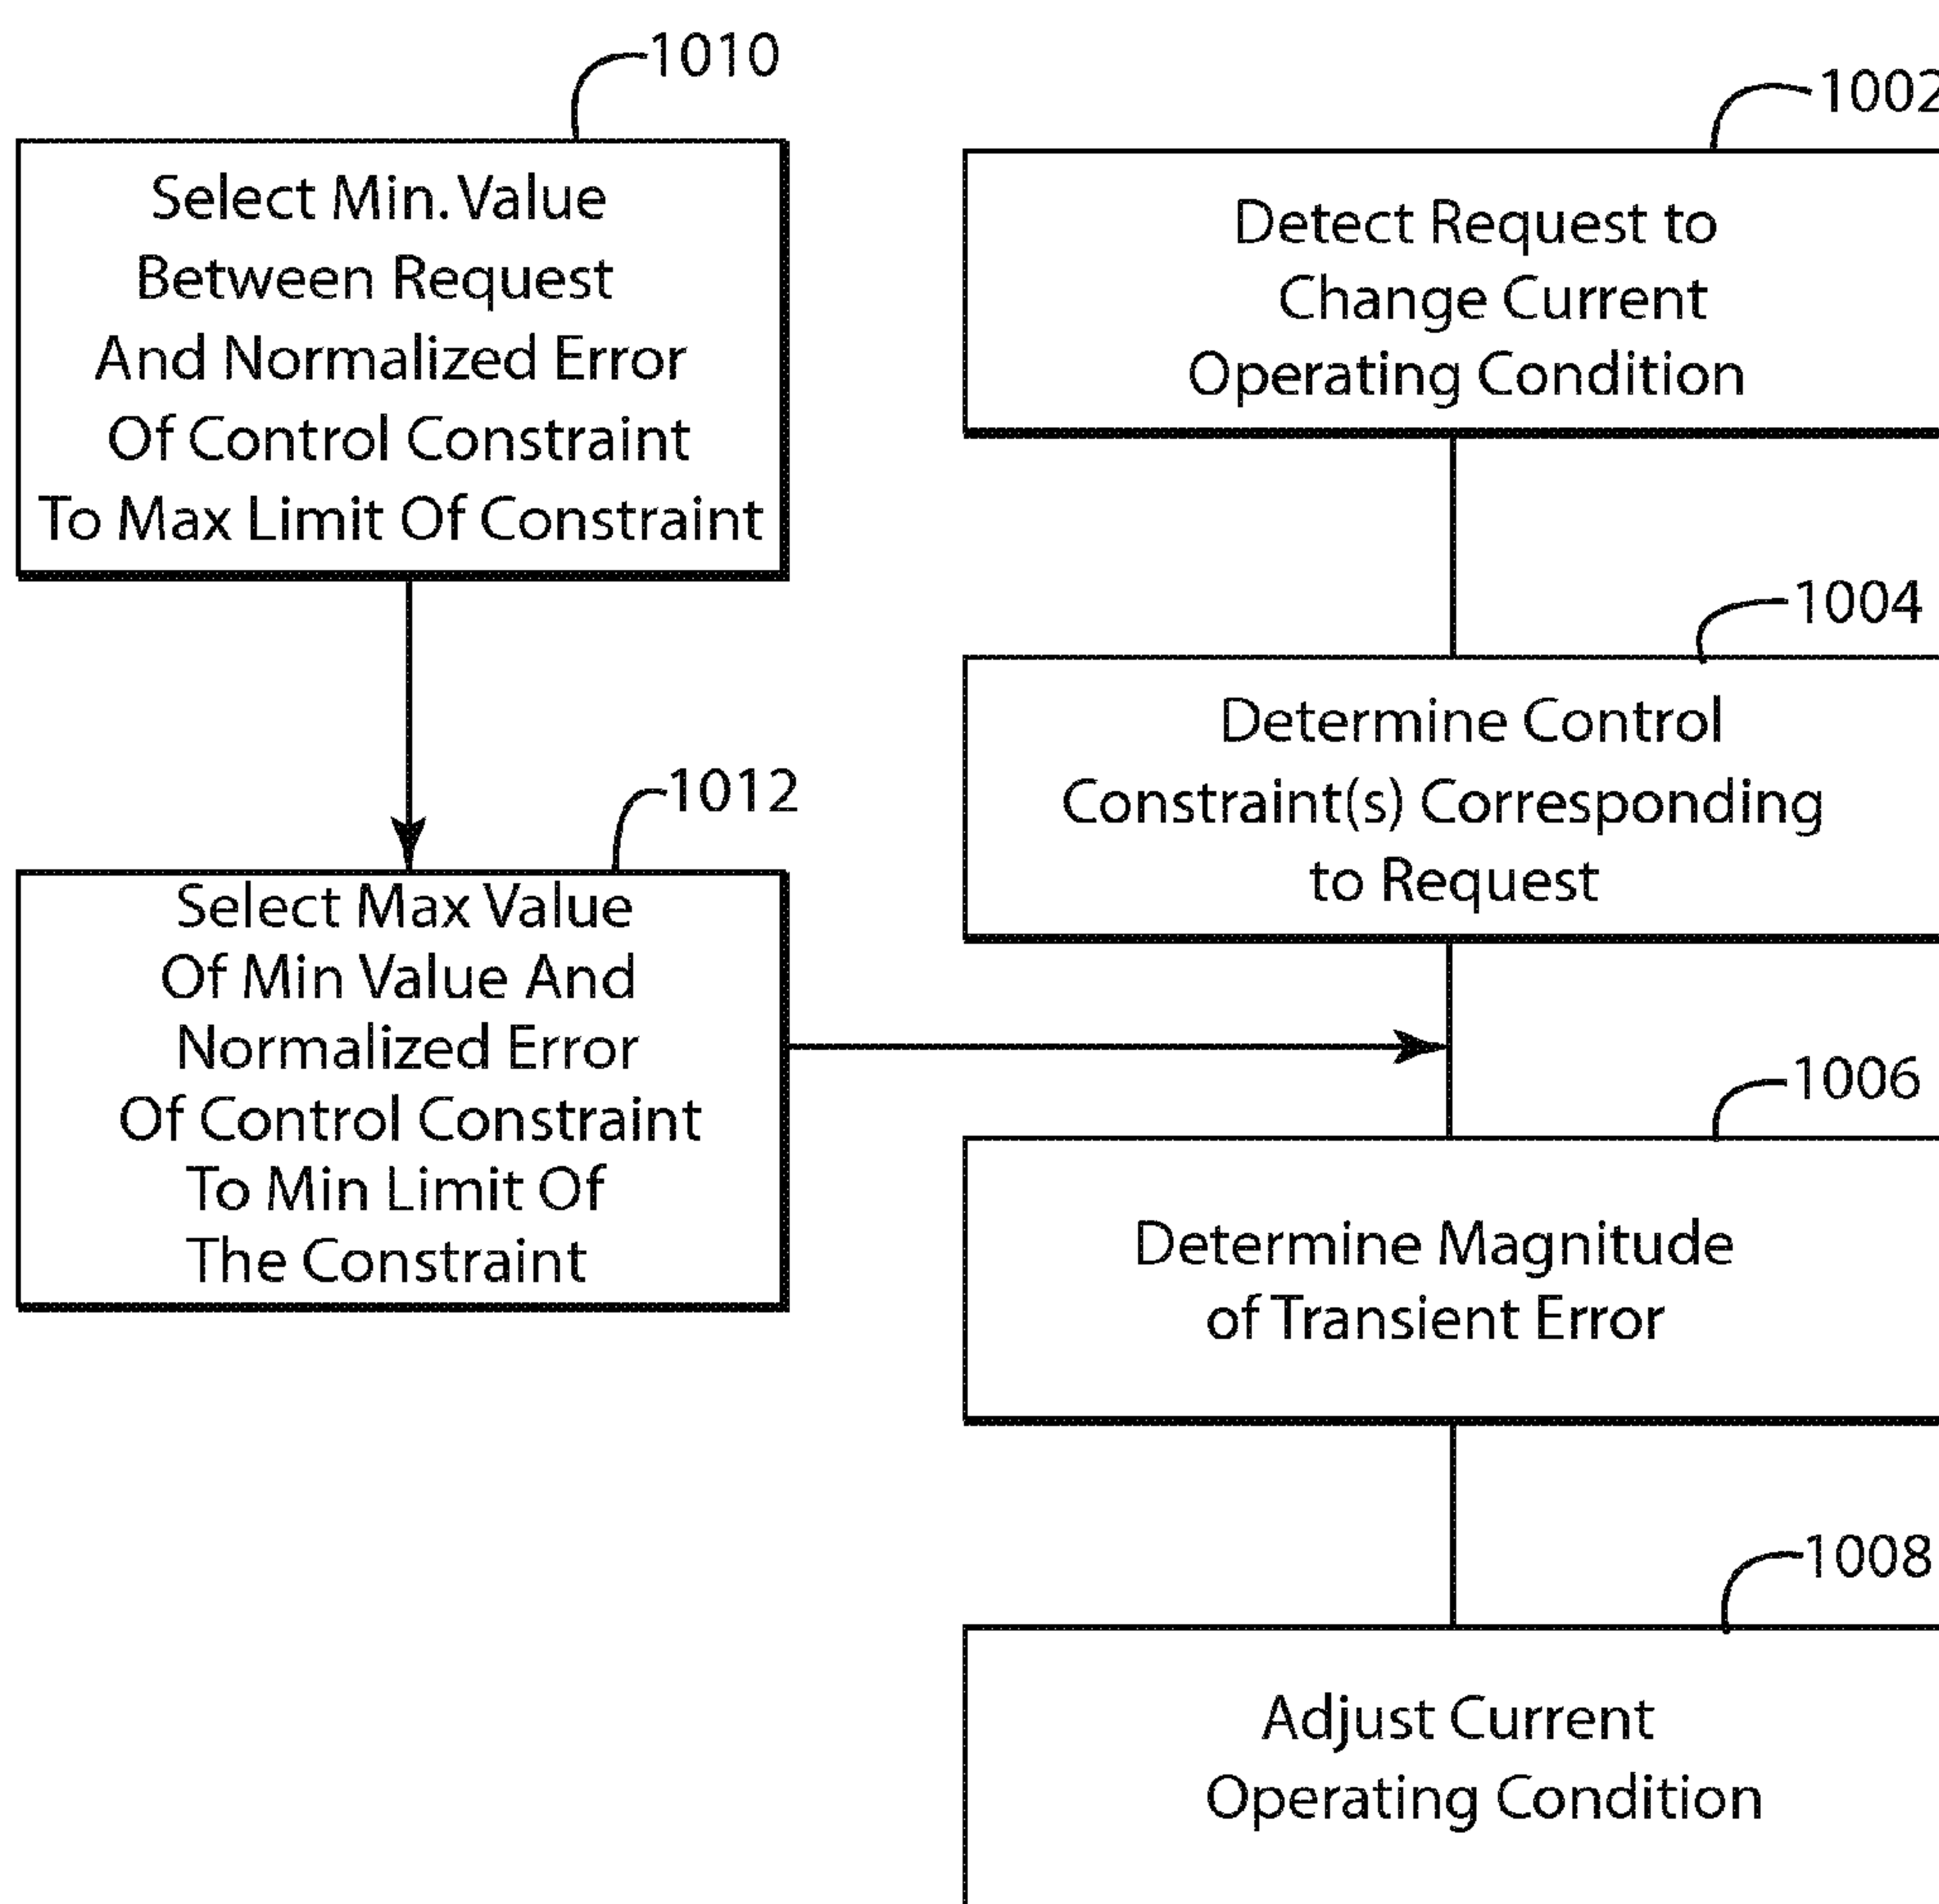 1010
Select Min. Value
Between Request
And Normalized Error
Of Control Constraint
To Max Limit Of Constraint
1012
Select Max Value
Of Min Value And
Normalized Error
Of Control Constraint
To Min Limit Of
The Constraint
1002
Detect Request to
Change Current
Operating Condition
1004
Determine Control
Constraint(s) Corresponding
to Request
1006
Determine Magnitude
of Transient Error
1008
Adjust Current
Operating Condition